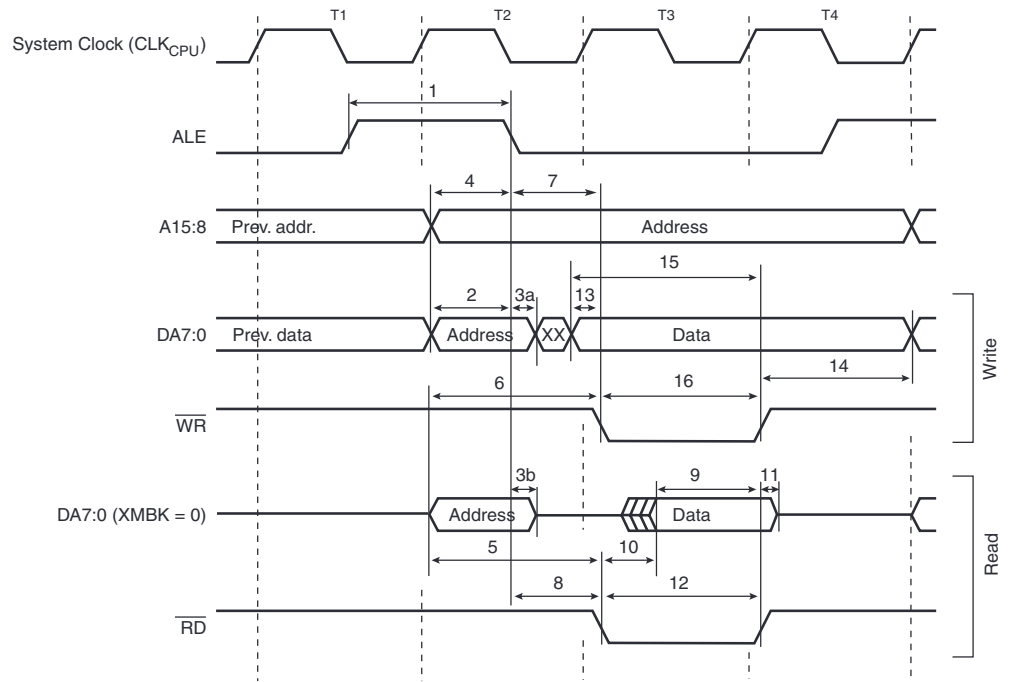 T1 T2 T3 T4
System Clock (CLKCPU)
1
ALE
4 7
A15:8 Prev. addr. Address
15
2 3a 13
DA7:0 Prev. data Address XX Data
14
Write
6 16
WR
3b 9 11
DA7:0 (XMBK = 0) Address Data
5 10
Read
8 12
RD